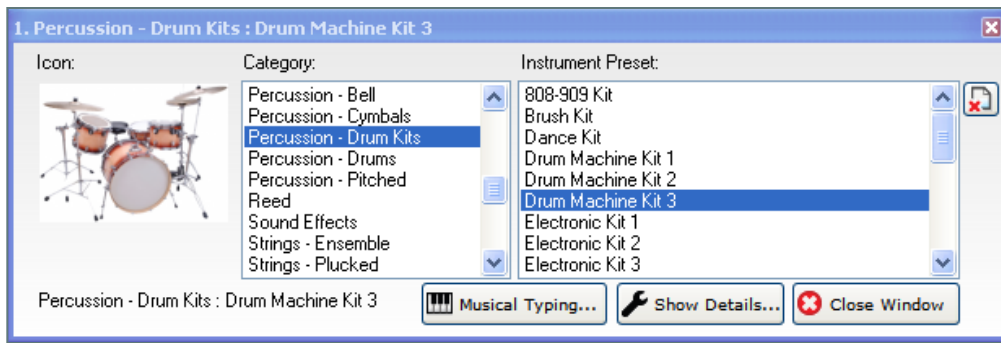 1. Percussion - Drum Kits : Drum Machine Kit 3
Icon:
Category:
Instrument Preset:
Percussion - Bell
Percussion - Cymbals
Percussion - Drum Kits
Percussion - Drums
Percussion - Pitched
Reed
Sound Effects
Strings - Ensemble
Strings - Plucked
808-909 Kit
Brush Kit
Dance Kit
Drum Machine Kit 1
Drum Machine Kit 2
Drum Machine Kit 3
Electronic Kit 1
Electronic Kit 2
Electronic Kit 3
Percussion - Drum Kits : Drum Machine Kit 3
Musical Typing...
Show Details...
Close Window